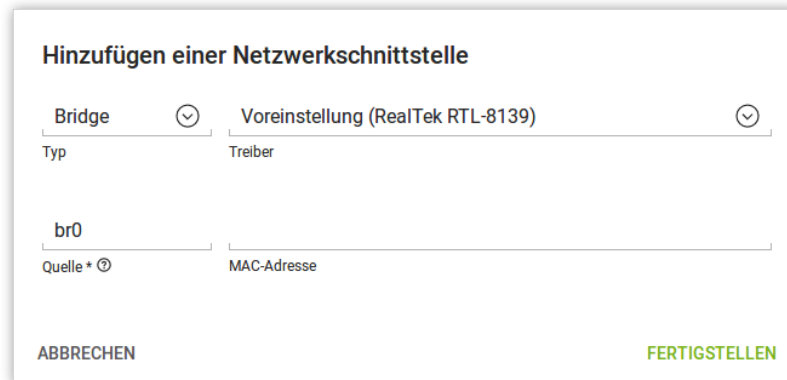 Hinzufügen einer Netzwerkschnittstelle
Bridge Voreinstellung (RealTek RTL-8139)
Typ Treiber
br0
Quelle * MAC-Adresse
ABBRECHEN FERTIGSTELLEN